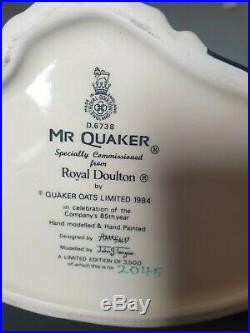 D.6738
MR QUAKER
Specially Commissioned
from
Royal Doulton ®
by
© QUAKER OATS LIMITED 1984
in celebration of the
Company's 85th year
Hand modelled & Hand Painted
Designed by
Modelled by
A LIMITED EDITION OF 3500
of which this is no. 2045